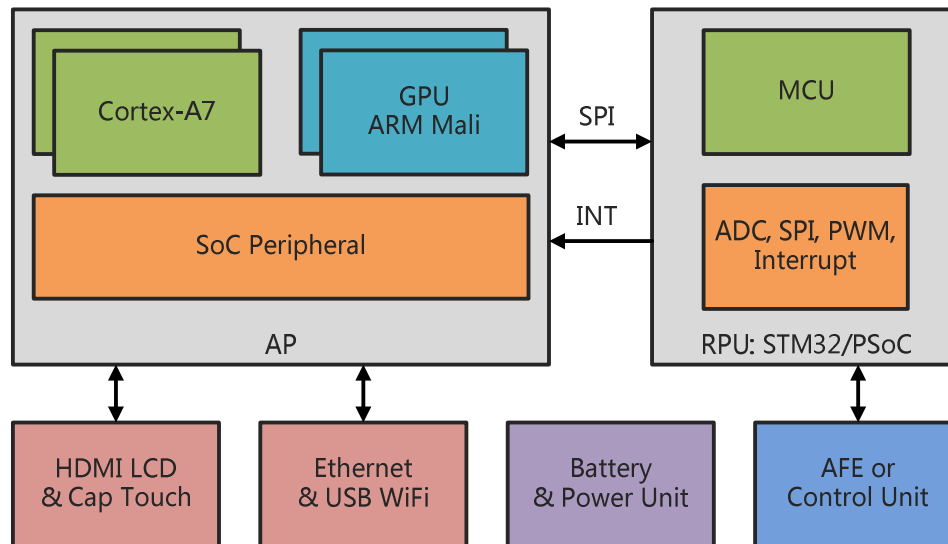 Cortex-A7
GPU
ARM Mali
SoC Peripheral
AP
SPI
INT
MCU
ADC, SPI, PWM,
Interrupt
RPU: STM32/PSoC
HDMI LCD
& Cap Touch
Ethernet
& USB WiFi
Battery
& Power Unit
AFE or
Control Unit